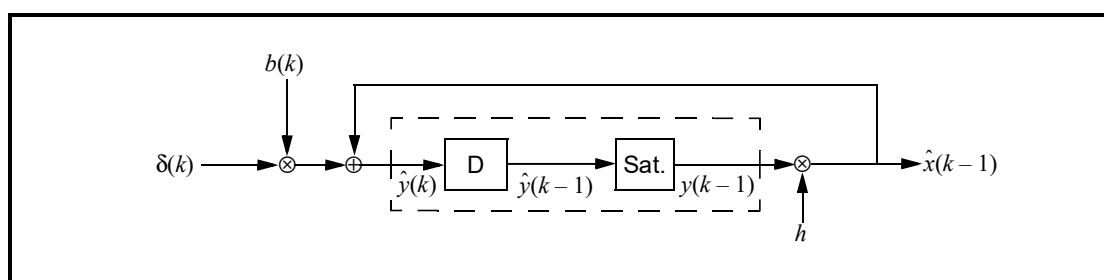 b(k)
δ(k) ⊗ ⊕ D Sat. ⊗ x̂(k – 1)
ŷ(k) ŷ(k – 1) y(k – 1)
h